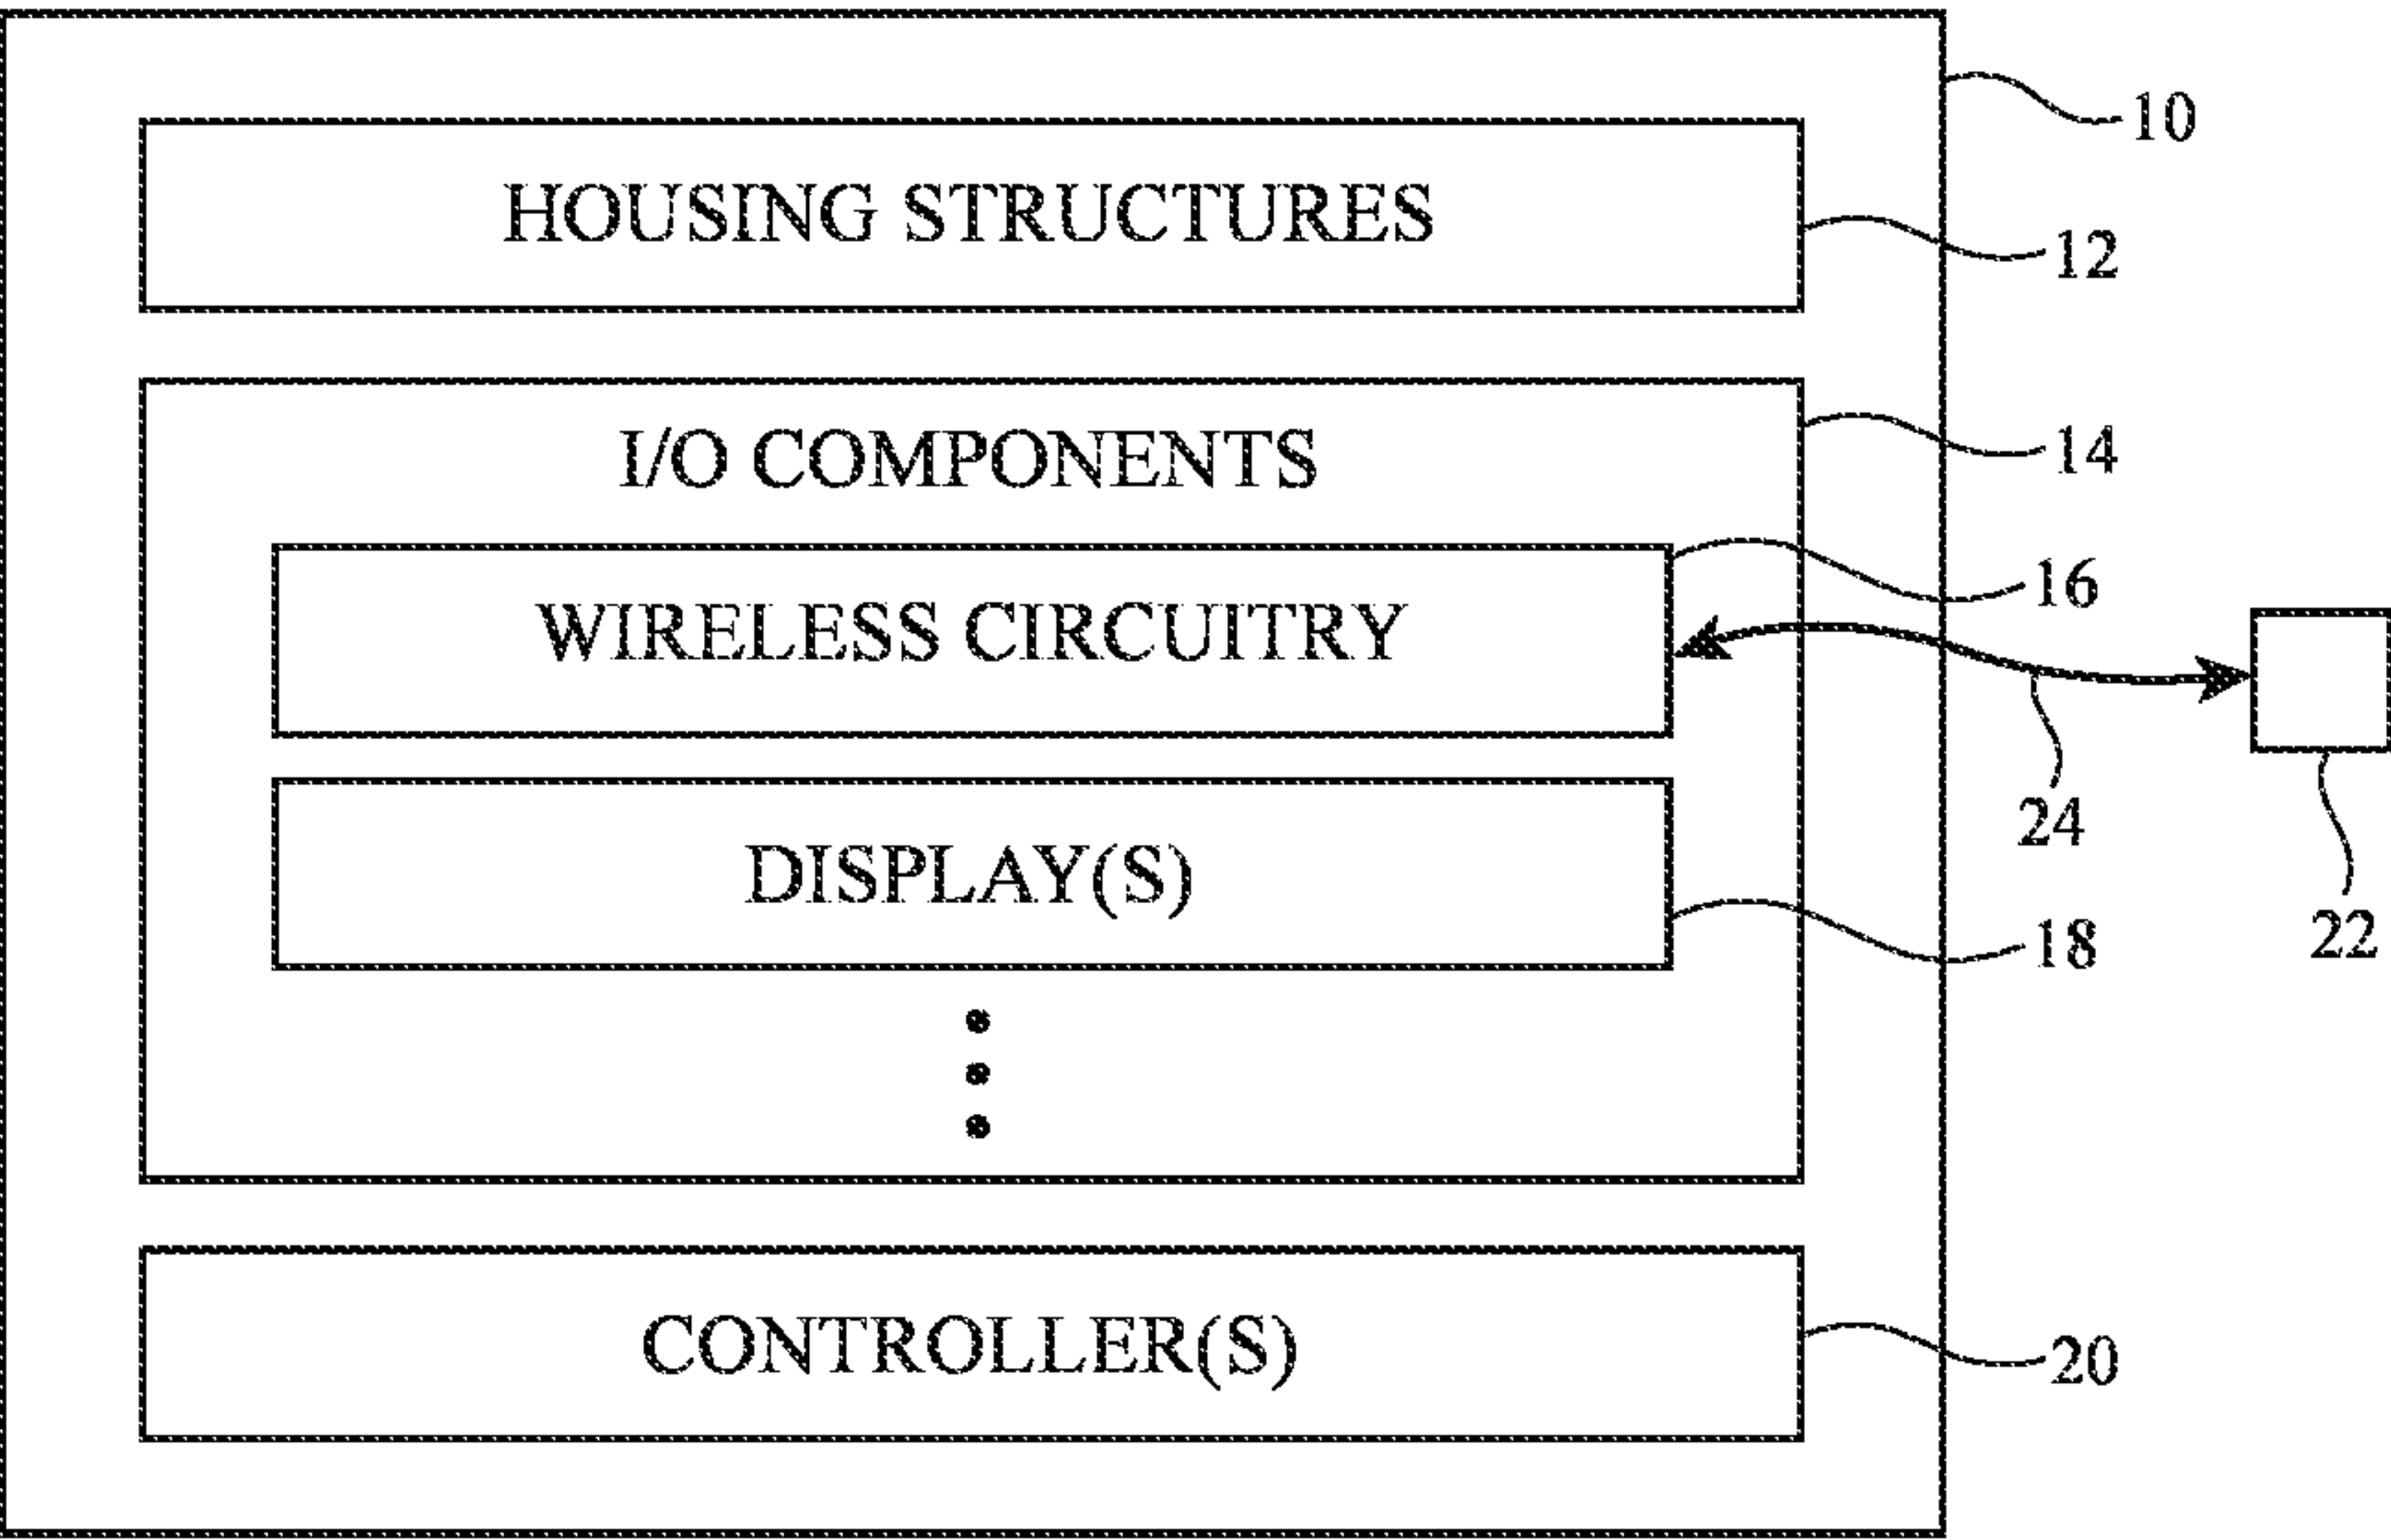 10
HOUSING STRUCTURES
12
I/O COMPONENTS
14
16
WIRELESS CIRCUITRY
24
DISPLAY(S)
22
18
CONTROLLER(S)
20